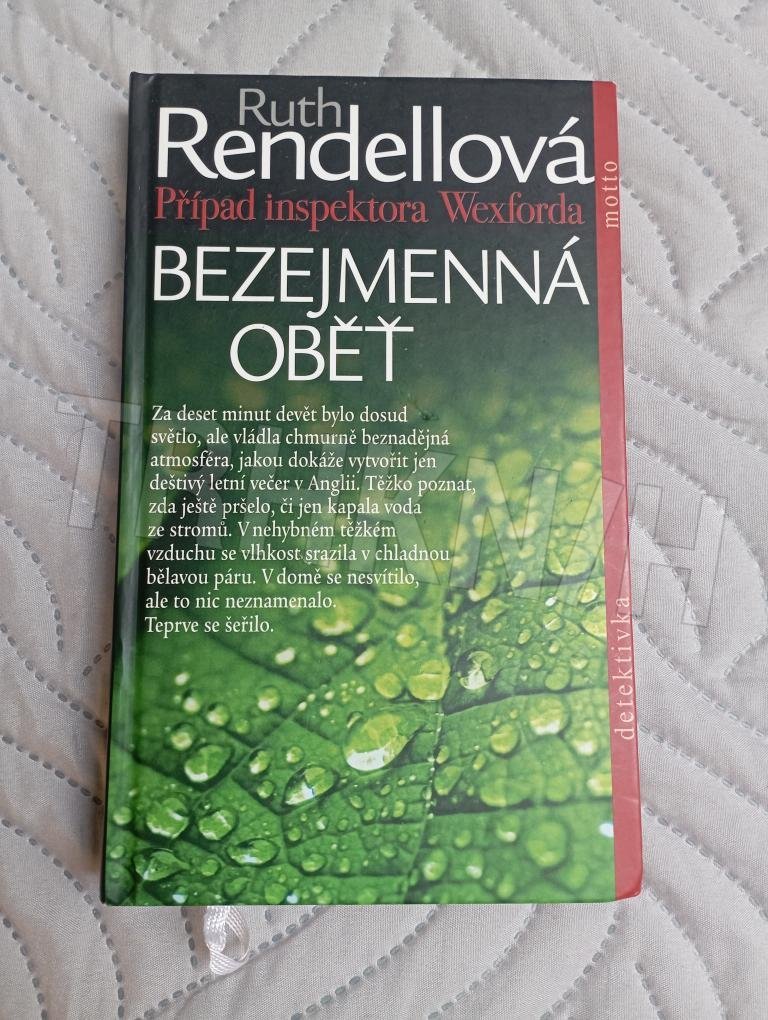 Ruth
Rendellová
Případ inspektora Wexforda
BEZEJMENNÁ
OBĚŤ
Za deset minut devět bylo dosud
světlo, ale vládla chmurně beznadějná
atmosféra, jakou dokáže vytvořit jen
deštivý letní večer v Anglii. Těžko poznat,
zda ještě pršelo, či jen kapala voda
ze stromů. V nehybném těžkém
vzduchu se vlhkost srazila v chladnou
bělavou páru. V domě se nesvítilo,
ale to nic neznamenalo.
Teprve se šeřilo.
motto
detektivka